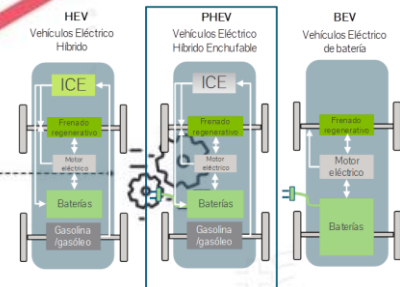 HEV
Vehículos Eléctrico
Híbrido
ICE
Frenado
regenerativo
Motor
eléctrico
Baterías
Gasolina
/gasóleo
PHEV
Vehículos Eléctrico
Híbrido Enchufable
ICE
Frenado
regenerativo
Motor
eléctrico
Baterías
Gasolina
/gasóleo
BEV
Vehículos Eléctrico
de batería
Frenado
regenerativo
Motor
eléctrico
Baterías